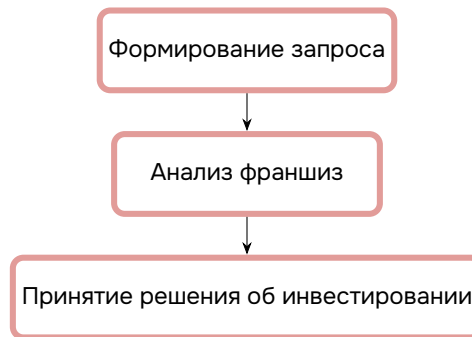 Формирование запроса
Анализ франшиз
Принятие решения об инвестировании